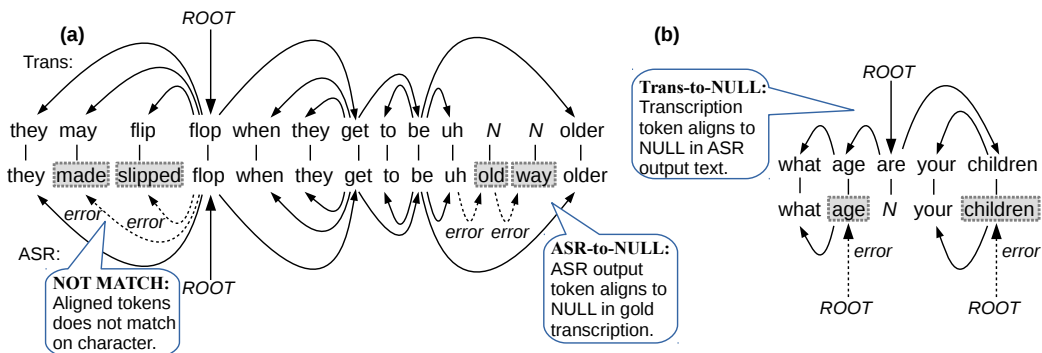 (a)
ROOT
Trans:
they may flip flop when they get to be uh N N older
they made slipped flop when they get to be uh old way older
error error error error
ASR:
ROOT
NOT MATCH:
Aligned tokens
does not match
on character.
ASR-to-NULL:
ASR output
token aligns to
NULL in gold
transcription.
(b)
ROOT
Trans-to-NULL:
Transcription
token aligns to
NULL in ASR
output text.
what age are your children
what age N your children
error error
ROOT ROOT